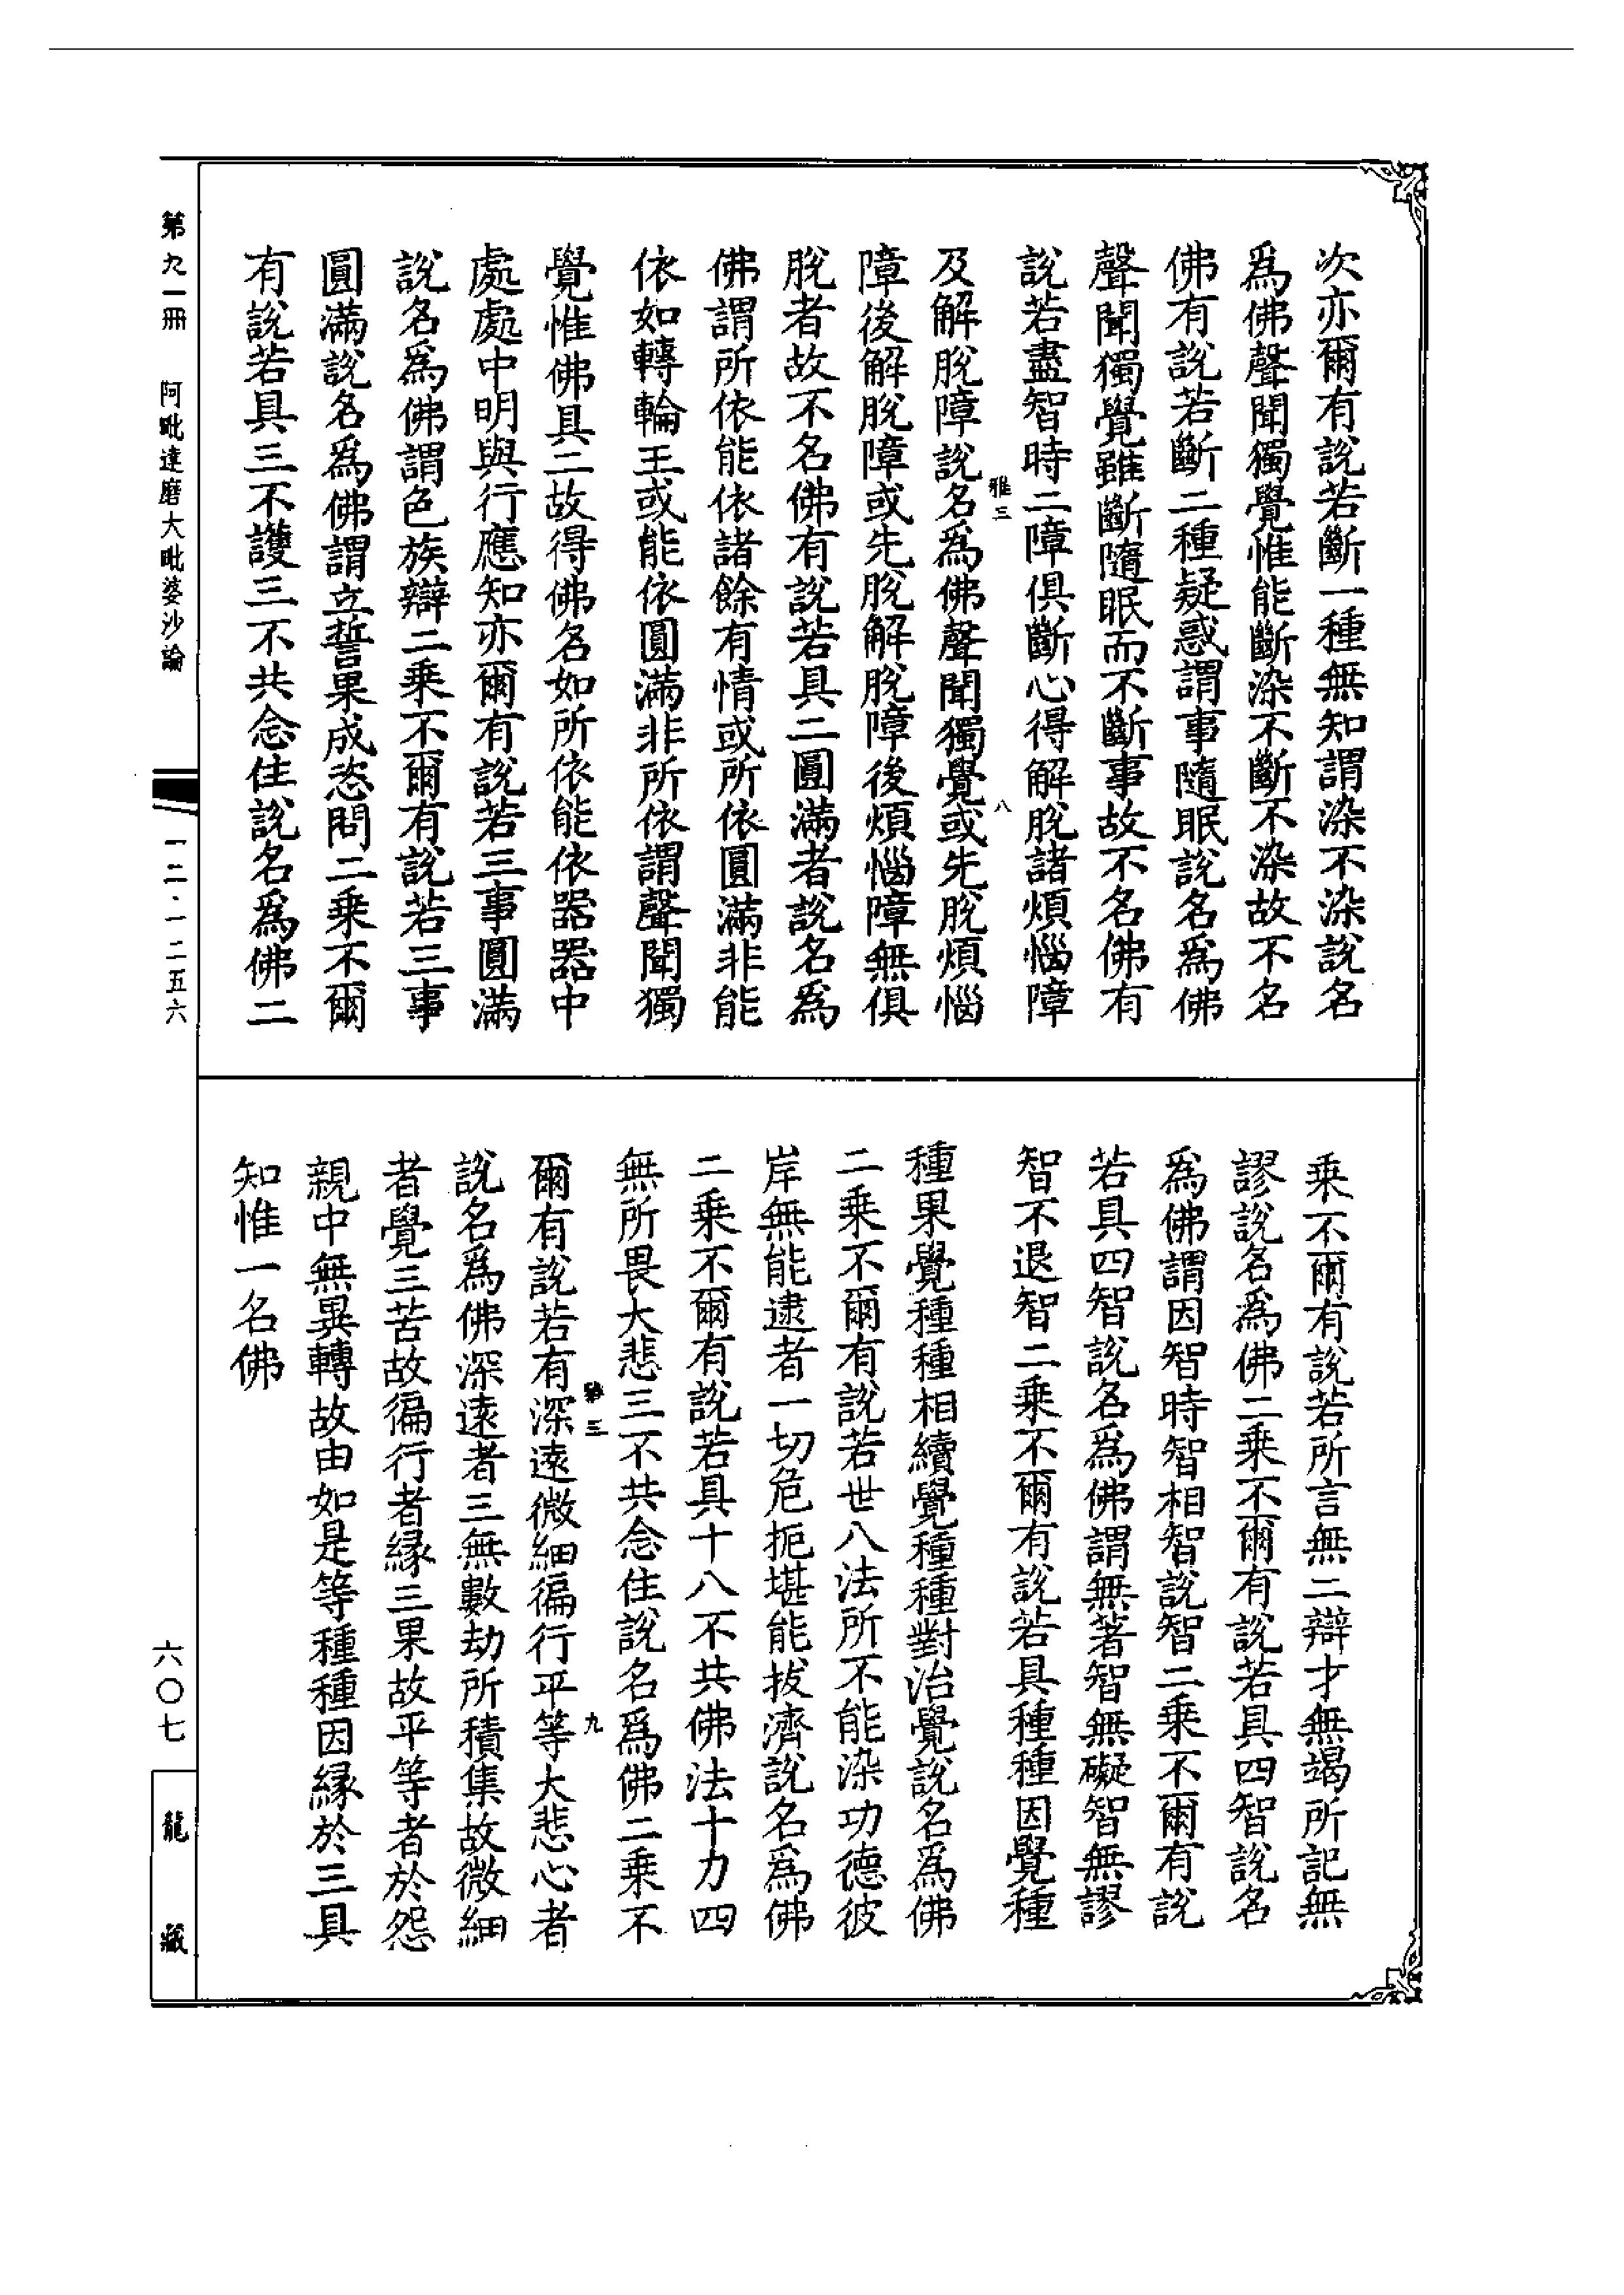 次亦爾有說若斷一種無知謂染不染說名
爲佛聲聞獨覺惟能斷染不斷不染故不名
佛有說若斷二種疑惑謂事隨眠說名爲佛
聲聞獨覺雖斷隨眠而不斷事故不名佛有
說若盡智時二障俱斷心得解脫諸煩惱障
雅三
八
及解脫障說名爲佛聲聞獨覺或先脫煩惱
障後解脫障或先脫解脫障後煩惱障無俱
脫者故不名佛有說若具二圓滿者說名爲
佛謂所依能依諸餘有情或所依圓滿非能
依如轉輪王或能依圓滿非所依謂聲聞獨
覺惟佛具二故得佛名如所依能依器器中
處處中明與行應知亦爾有說若三事圓滿
說名爲佛謂色族辯二乘不爾有說若三事
圓滿說名爲佛謂立誓果成恣問二乘不爾
有說若具三不護三不共念住說名爲佛二
乘不爾有說若所言無二辯才無竭所記無
謬說名爲佛二乘不爾有說若具四智說名
爲佛謂因智時智相智說智二乘不爾有說
若具四智說名爲佛謂無著智無礙智無謬
智不退智二乘不爾有說若具種種因覺種
種果覺種種相續覺種種對治覺說名爲佛
二乘不爾有說若世八法所不能染功德彼
岸無能逮者一切危扼堪能拔濟說名爲佛
二乘不爾有說若具十八不共佛法十力四
無所畏大悲三不共念住說名爲佛二乘不
雅三
九
爾有說若有深遠微細徧行平等大悲心者
說名爲佛深遠者三無數劫所積集故微細
者覺三苦故徧行者緣三果故平等者於怨
親中無異轉故由如是等種種因緣於三具
知惟一名佛
第九一冊 阿毗達磨大毗婆沙論
一二·一二五六
六〇七
龍藏